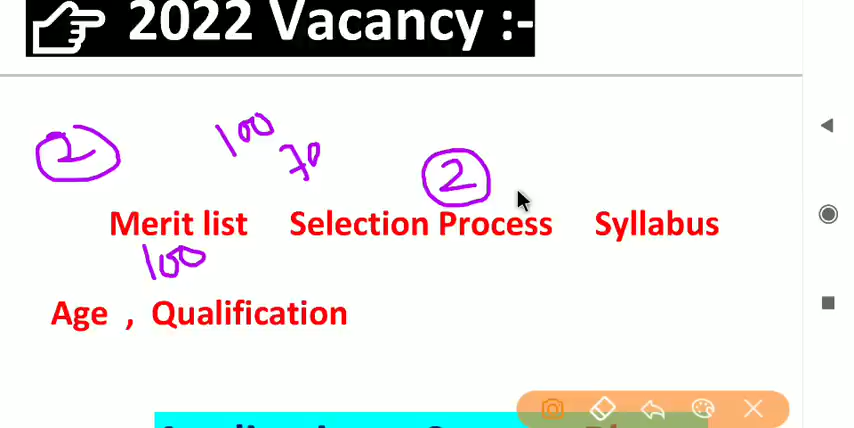 2022 Vacancy :-
2 100 70 2
Merit list Selection Process Syllabus
100
Age , Qualification